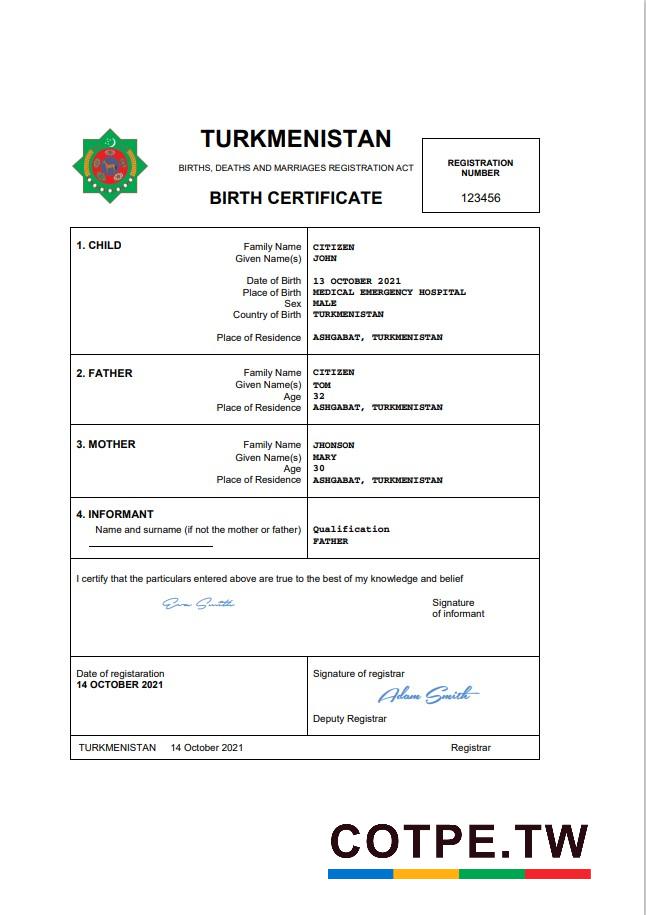 TURKMENISTAN
BIRTHS, DEATHS AND MARRIAGES REGISTRATION ACT
BIRTH CERTIFICATE
REGISTRATION
NUMBER
123456
1. CHILD
Family Name CITIZEN
Given Name(s) JOHN
Date of Birth 13 OCTOBER 2021
Place of Birth MEDICAL EMERGENCY HOSPITAL
Sex MALE
Country of Birth TURKMENISTAN
Place of Residence ASHGABAT, TURKMENISTAN
2. FATHER
Family Name CITIZEN
Given Name(s) TOM
Age 32
Place of Residence ASHGABAT, TURKMENISTAN
3. MOTHER
Family Name JHONSON
Given Name(s) MARY
Age 30
Place of Residence ASHGABAT, TURKMENISTAN
4. INFORMANT
Name and surname (if not the mother or father)
Qualification
FATHER
I certify that the particulars entered above are true to the best of my knowledge and belief
Eva Smith
Signature
of informant
Date of registaration
14 OCTOBER 2021
Signature of registrar
Adam Smith
Deputy Registrar
TURKMENISTAN 14 October 2021 Registrar
COTPE.TW